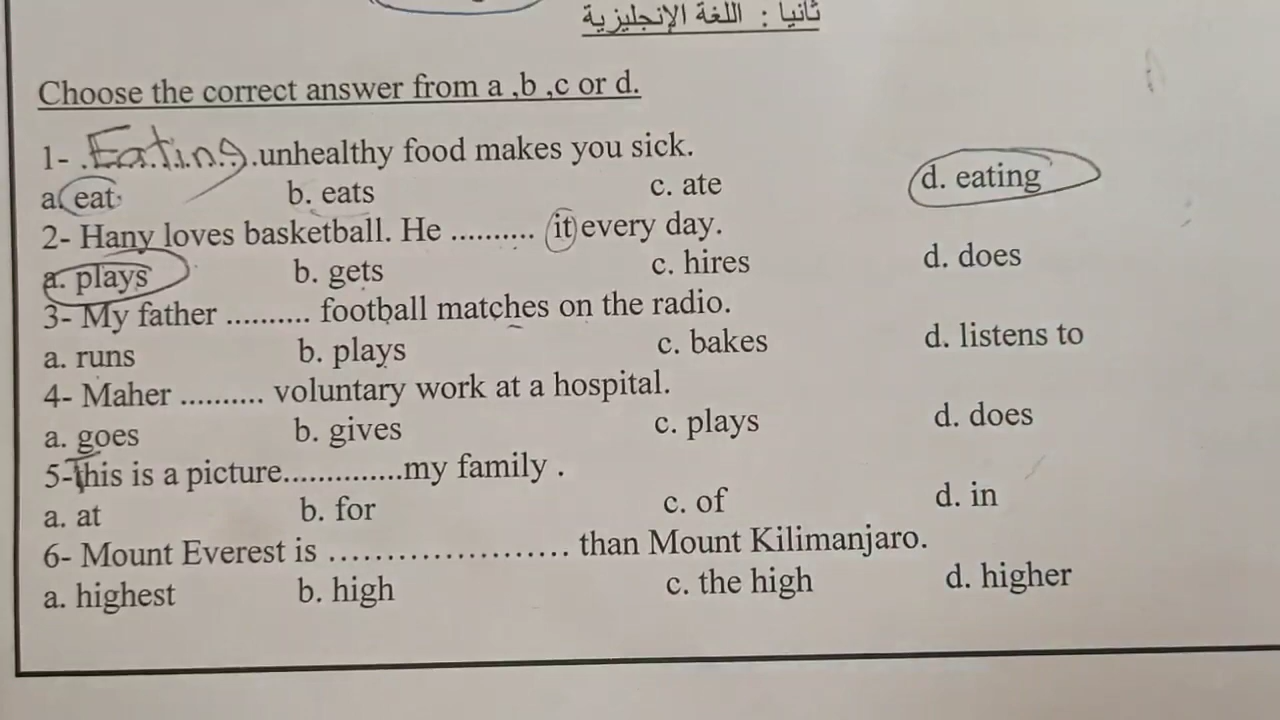 ثانيا : اللغة الإنجليزية
Choose the correct answer from a ,b ,c or d.
1- .Eating.unhealthy food makes you sick.
a. eat b. eats c. ate d. eating
2- Hany loves basketball. He .......... it every day.
a. plays b. gets c. hires d. does
3- My father .......... football matches on the radio.
a. runs b. plays c. bakes d. listens to
4- Maher .......... voluntary work at a hospital.
a. goes b. gives c. plays d. does
5-This is a picture..............my family .
a. at b. for c. of d. in
6- Mount Everest is ...................... than Mount Kilimanjaro.
a. highest b. high c. the high d. higher